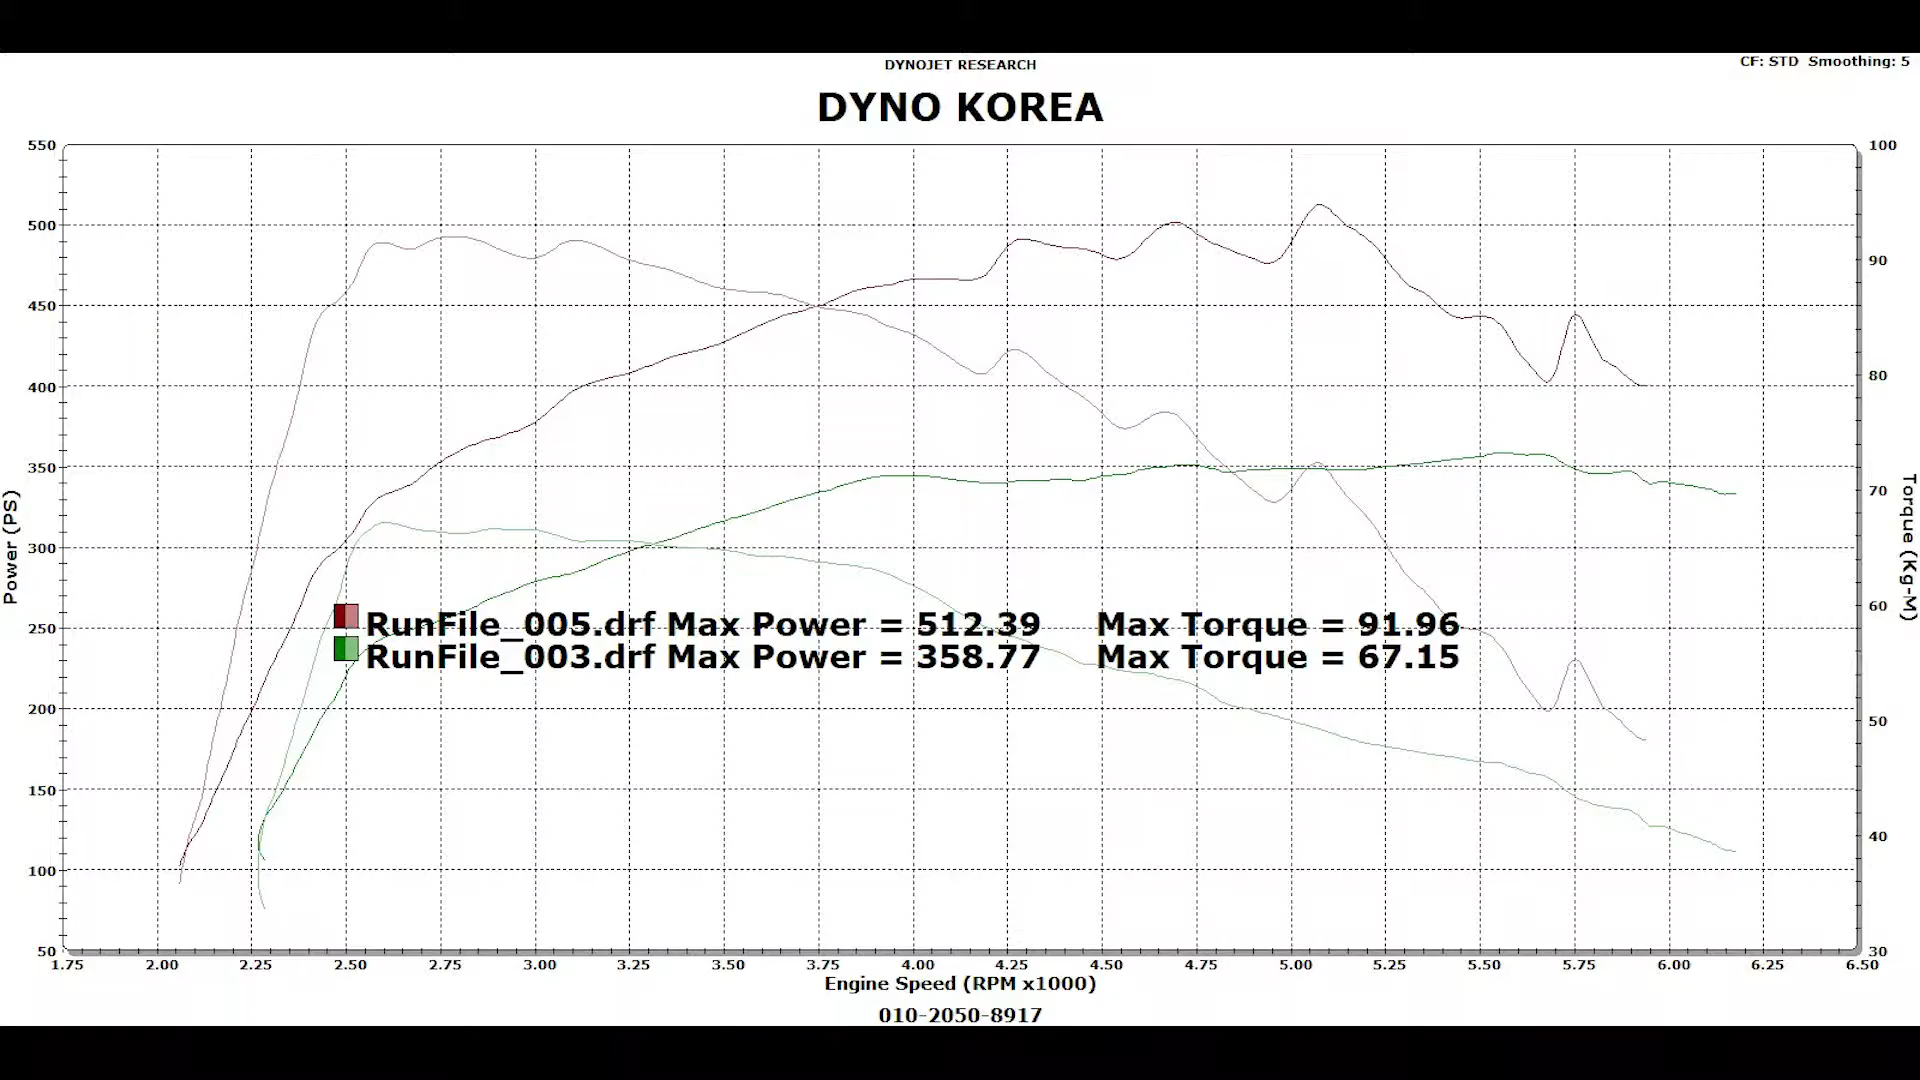 DYNOJET RESEARCH
CF: STD Smoothing: 5
DYNO KOREA
550
500
450
400
350
300
250
200
150
100
50
Power (PS)
100
90
80
70
60
50
40
30
Torque (Kg-M)
RunFile_005.drf Max Power = 512.39 Max Torque = 91.96
RunFile_003.drf Max Power = 358.77 Max Torque = 67.15
1.75 2.00 2.25 2.50 2.75 3.00 3.25 3.50 3.75 4.00 4.25 4.50 4.75 5.00 5.25 5.50 5.75 6.00 6.25 6.50
Engine Speed (RPM x1000)
010-2050-8917